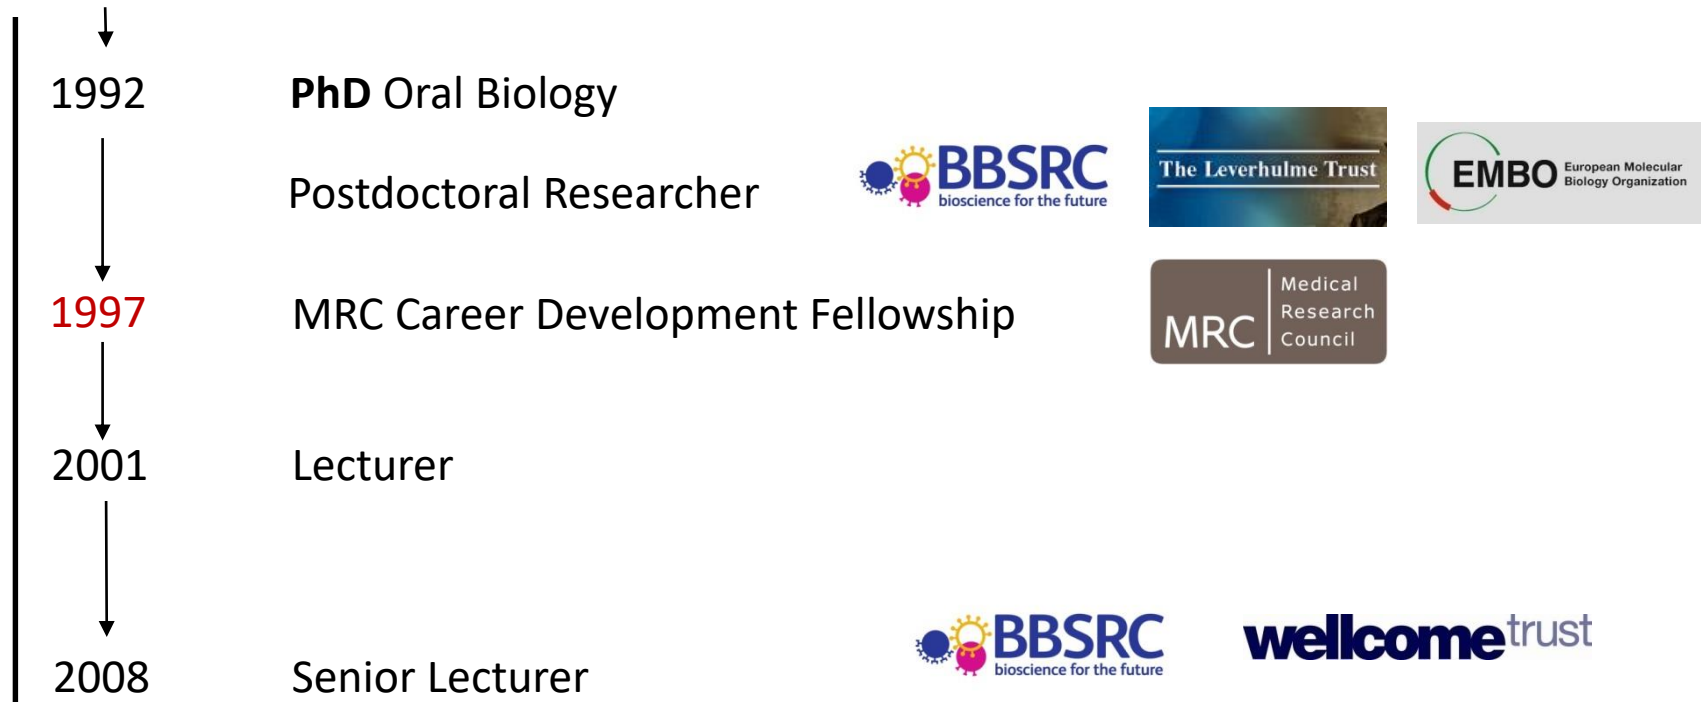 1992 PhD Oral Biology
Postdoctoral Researcher
BBSRC
bioscience for the future
The Leverhulme Trust
EMBO
European Molecular
Biology Organization
1997 MRC Career Development Fellowship
MRC
Medical
Research
Council
2001 Lecturer
2008 Senior Lecturer
BBSRC
bioscience for the future
wellcometrust